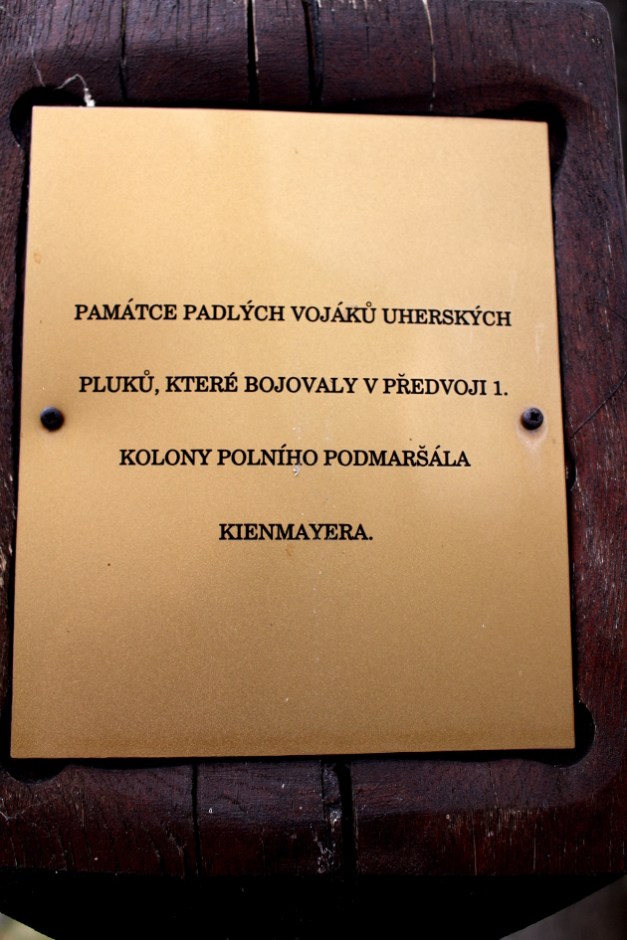 PAMÁTCE PADLÝCH VOJÁKŮ UHERSKÝCH
PLUKŮ, KTERÉ BOJOVALY V PŘEDVOJI 1.
KOLONY POLNÍHO PODMARŠÁLA
KIENMAYERA.